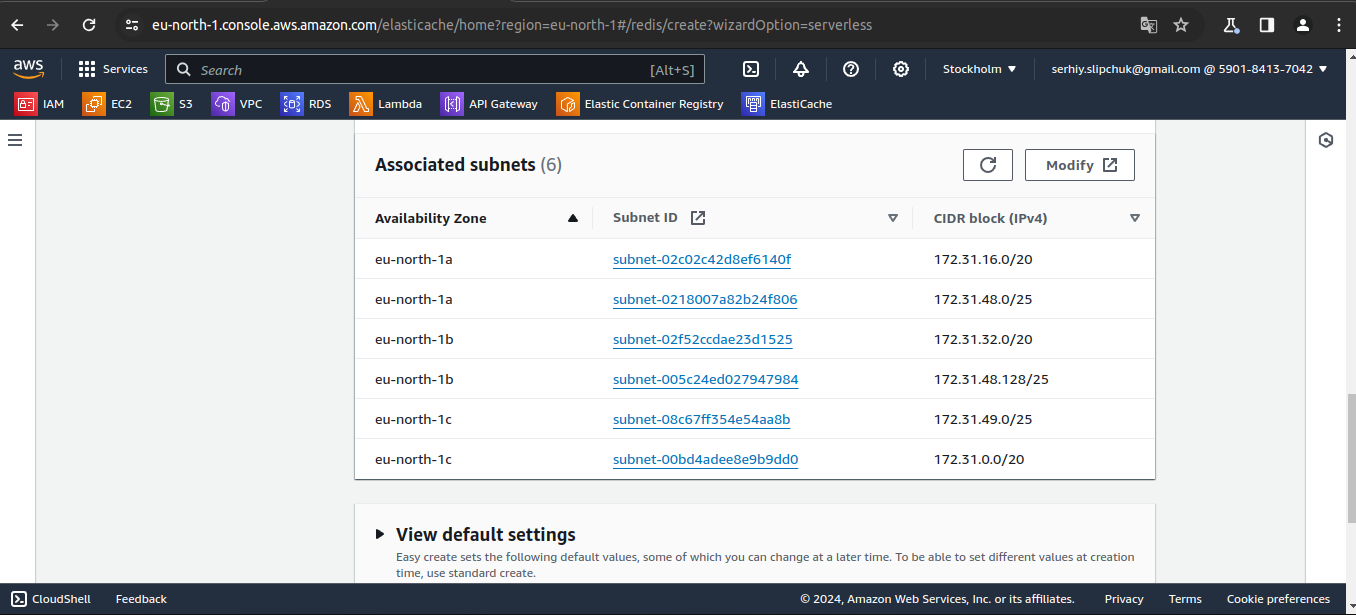 eu-north-1.console.aws.amazon.com/elasticache/home?region=eu-north-1#/redis/create?wizardOption=serverless
aws Services Search [Alt+S] Stockholm serhiy.slipchuk@gmail.com @ 5901-8413-7042
IAM EC2 S3 VPC RDS Lambda API Gateway Elastic Container Registry ElastiCache
Associated subnets (6) Modify
Availability Zone Subnet ID CIDR block (IPv4)
eu-north-1a subnet-02c02c42d8ef6140f 172.31.16.0/20
eu-north-1a subnet-0218007a82b24f806 172.31.48.0/25
eu-north-1b subnet-02f52ccdae23d1525 172.31.32.0/20
eu-north-1b subnet-005c24ed027947984 172.31.48.128/25
eu-north-1c subnet-08c67ff354e54aa8b 172.31.49.0/25
eu-north-1c subnet-00bd4adee8e9b9dd0 172.31.0.0/20
View default settings
Easy create sets the following default values, some of which you can change at a later time. To be able to set different values at creation
time, use standard create.
CloudShell Feedback © 2024, Amazon Web Services, Inc. or its affiliates. Privacy Terms Cookie preferences